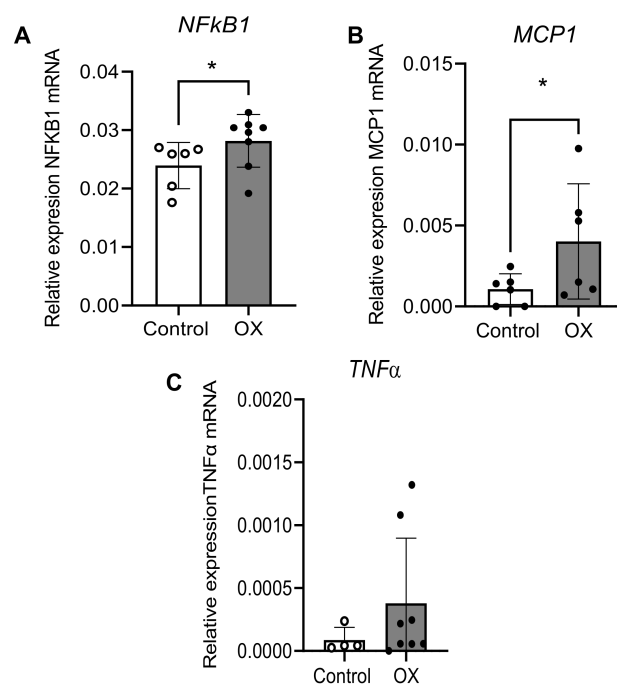 A
NFkB1
Relative expresion NFKB1 mRNA
0.04
0.03
0.02
0.01
0.00
*
Control
OX
B
MCP1
Relative expresion MCP1 mRNA
0.015
0.010
0.005
0.000
*
Control
OX
C
TNFα
Relative expressionTNFα mRNA
0.0020
0.0015
0.0010
0.0005
0.0000
Control
OX